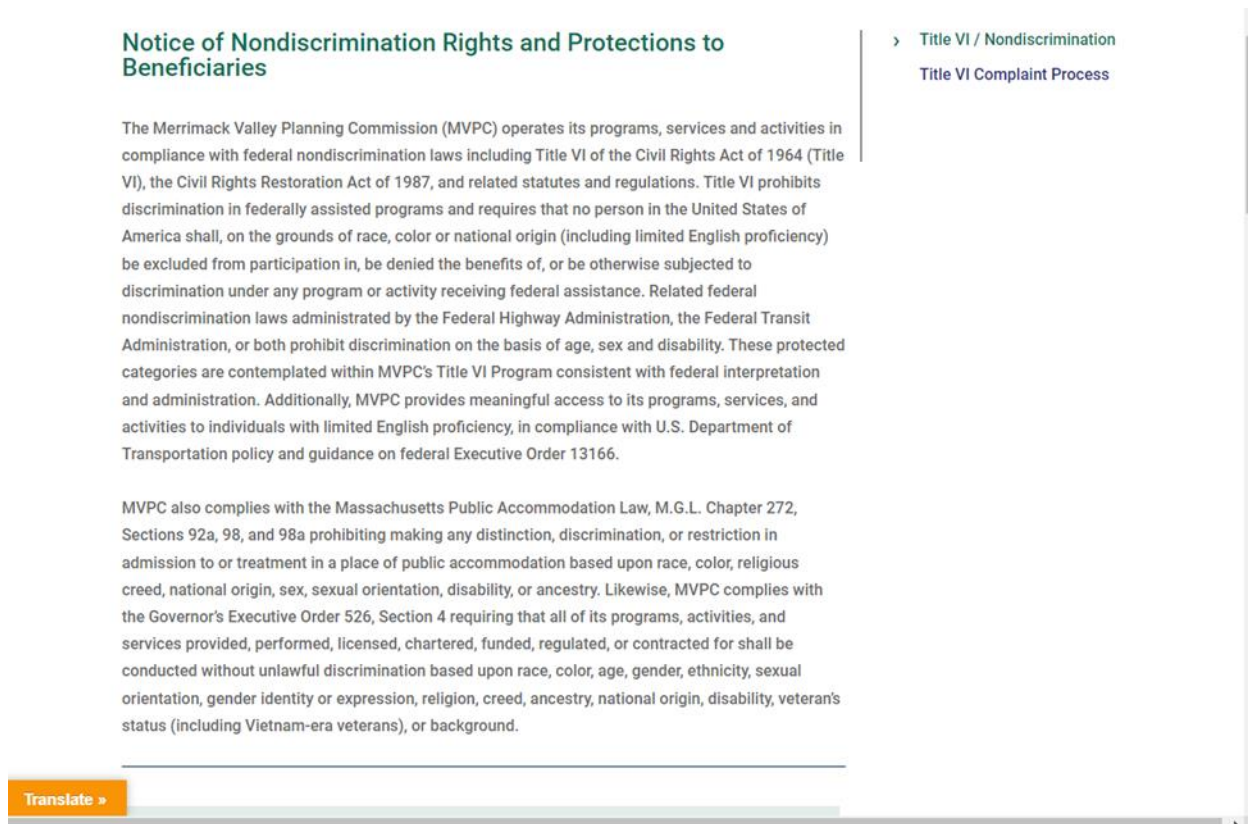 Notice of Nondiscrimination Rights and Protections to
Beneficiaries
› Title VI / Nondiscrimination
Title VI Complaint Process
The Merrimack Valley Planning Commission (MVPC) operates its programs, services and activities in
compliance with federal nondiscrimination laws including Title VI of the Civil Rights Act of 1964 (Title
VI), the Civil Rights Restoration Act of 1987, and related statutes and regulations. Title VI prohibits
discrimination in federally assisted programs and requires that no person in the United States of
America shall, on the grounds of race, color or national origin (including limited English proficiency)
be excluded from participation in, be denied the benefits of, or be otherwise subjected to
discrimination under any program or activity receiving federal assistance. Related federal
nondiscrimination laws administrated by the Federal Highway Administration, the Federal Transit
Administration, or both prohibit discrimination on the basis of age, sex and disability. These protected
categories are contemplated within MVPC's Title VI Program consistent with federal interpretation
and administration. Additionally, MVPC provides meaningful access to its programs, services, and
activities to individuals with limited English proficiency, in compliance with U.S. Department of
Transportation policy and guidance on federal Executive Order 13166.
MVPC also complies with the Massachusetts Public Accommodation Law, M.G.L. Chapter 272,
Sections 92a, 98, and 98a prohibiting making any distinction, discrimination, or restriction in
admission to or treatment in a place of public accommodation based upon race, color, religious
creed, national origin, sex, sexual orientation, disability, or ancestry. Likewise, MVPC complies with
the Governor's Executive Order 526, Section 4 requiring that all of its programs, activities, and
services provided, performed, licensed, chartered, funded, regulated, or contracted for shall be
conducted without unlawful discrimination based upon race, color, age, gender, ethnicity, sexual
orientation, gender identity or expression, religion, creed, ancestry, national origin, disability, veteran's
status (including Vietnam-era veterans), or background.
Translate »